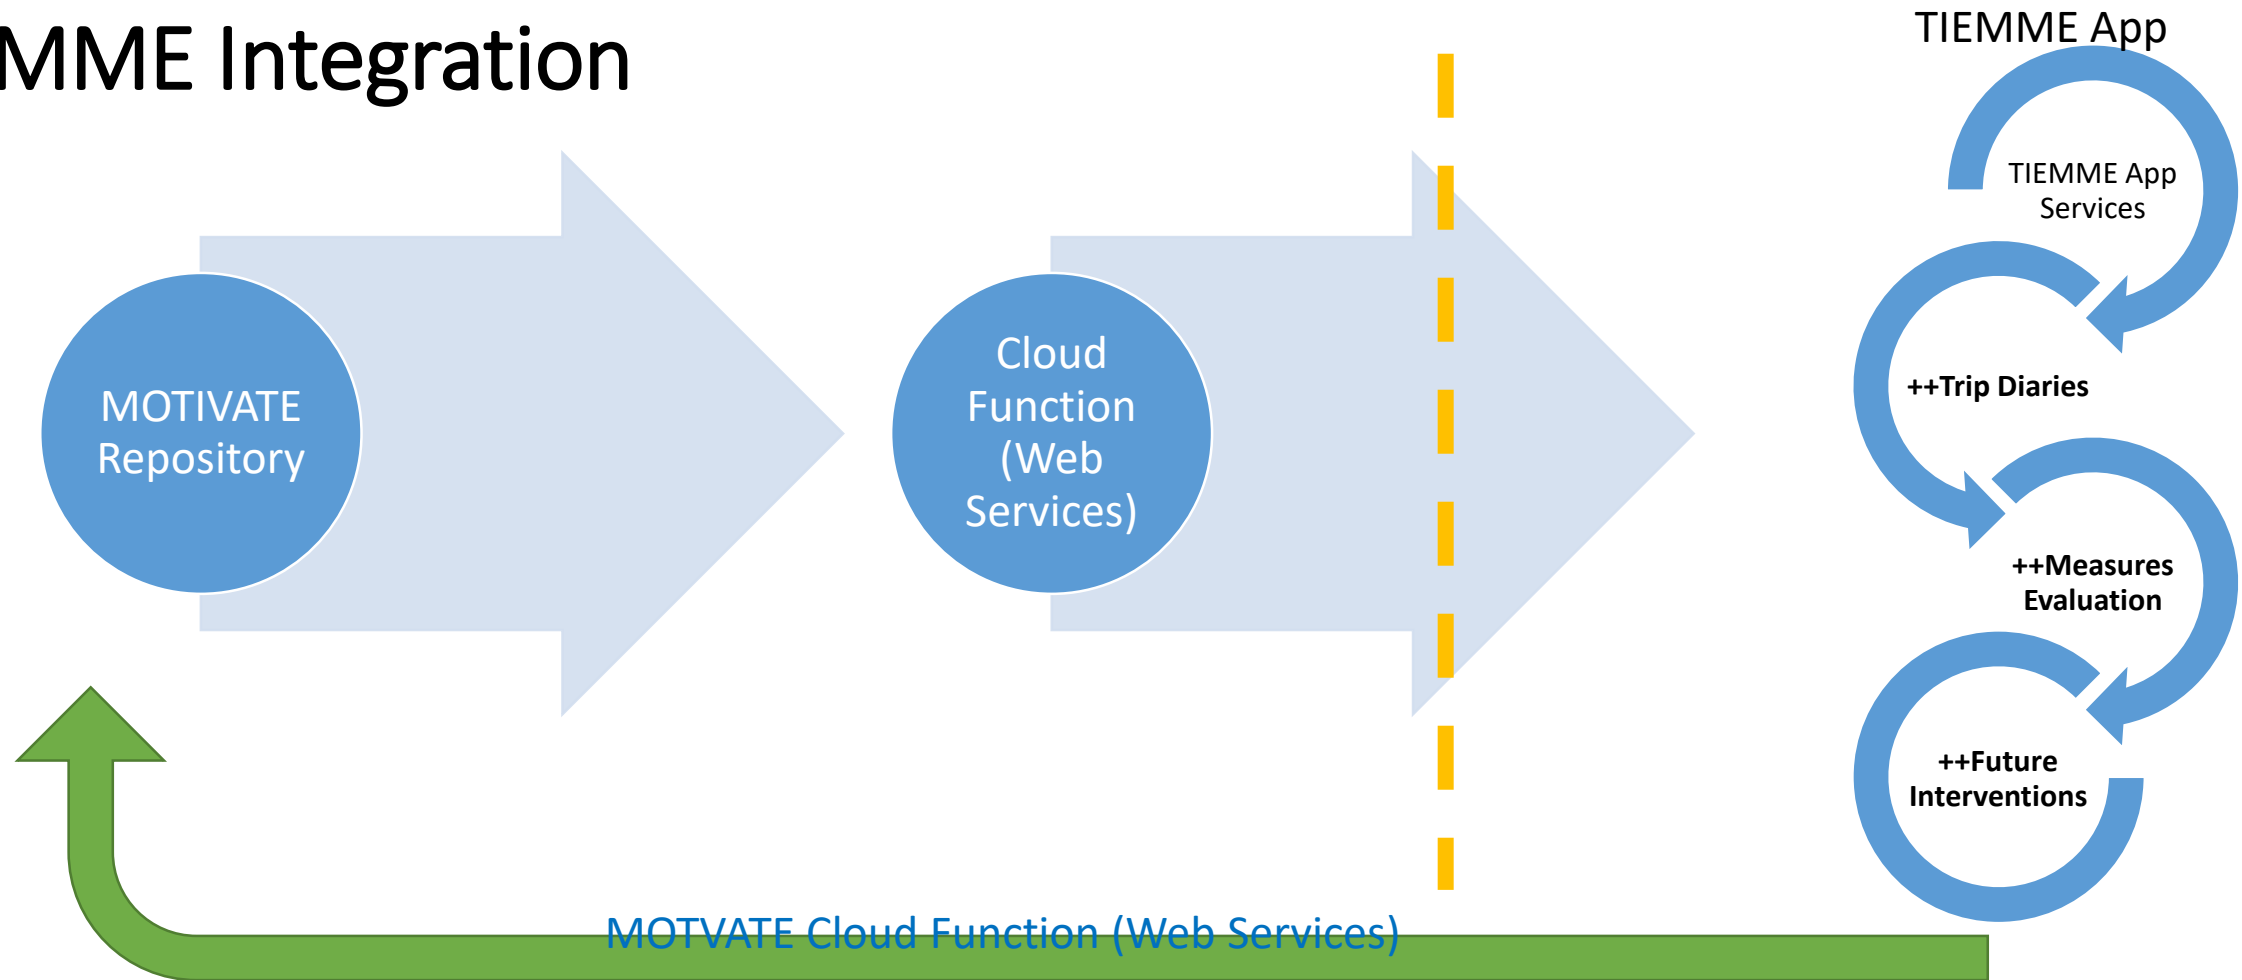 MME Integration
TIEMME App
TIEMME App
Services
MOTIVATE
Repository
Cloud
Function
(Web
Services)
++Trip Diaries
++Measures
Evaluation
++Future
Interventions
MOTVATE Cloud Function (Web Services)